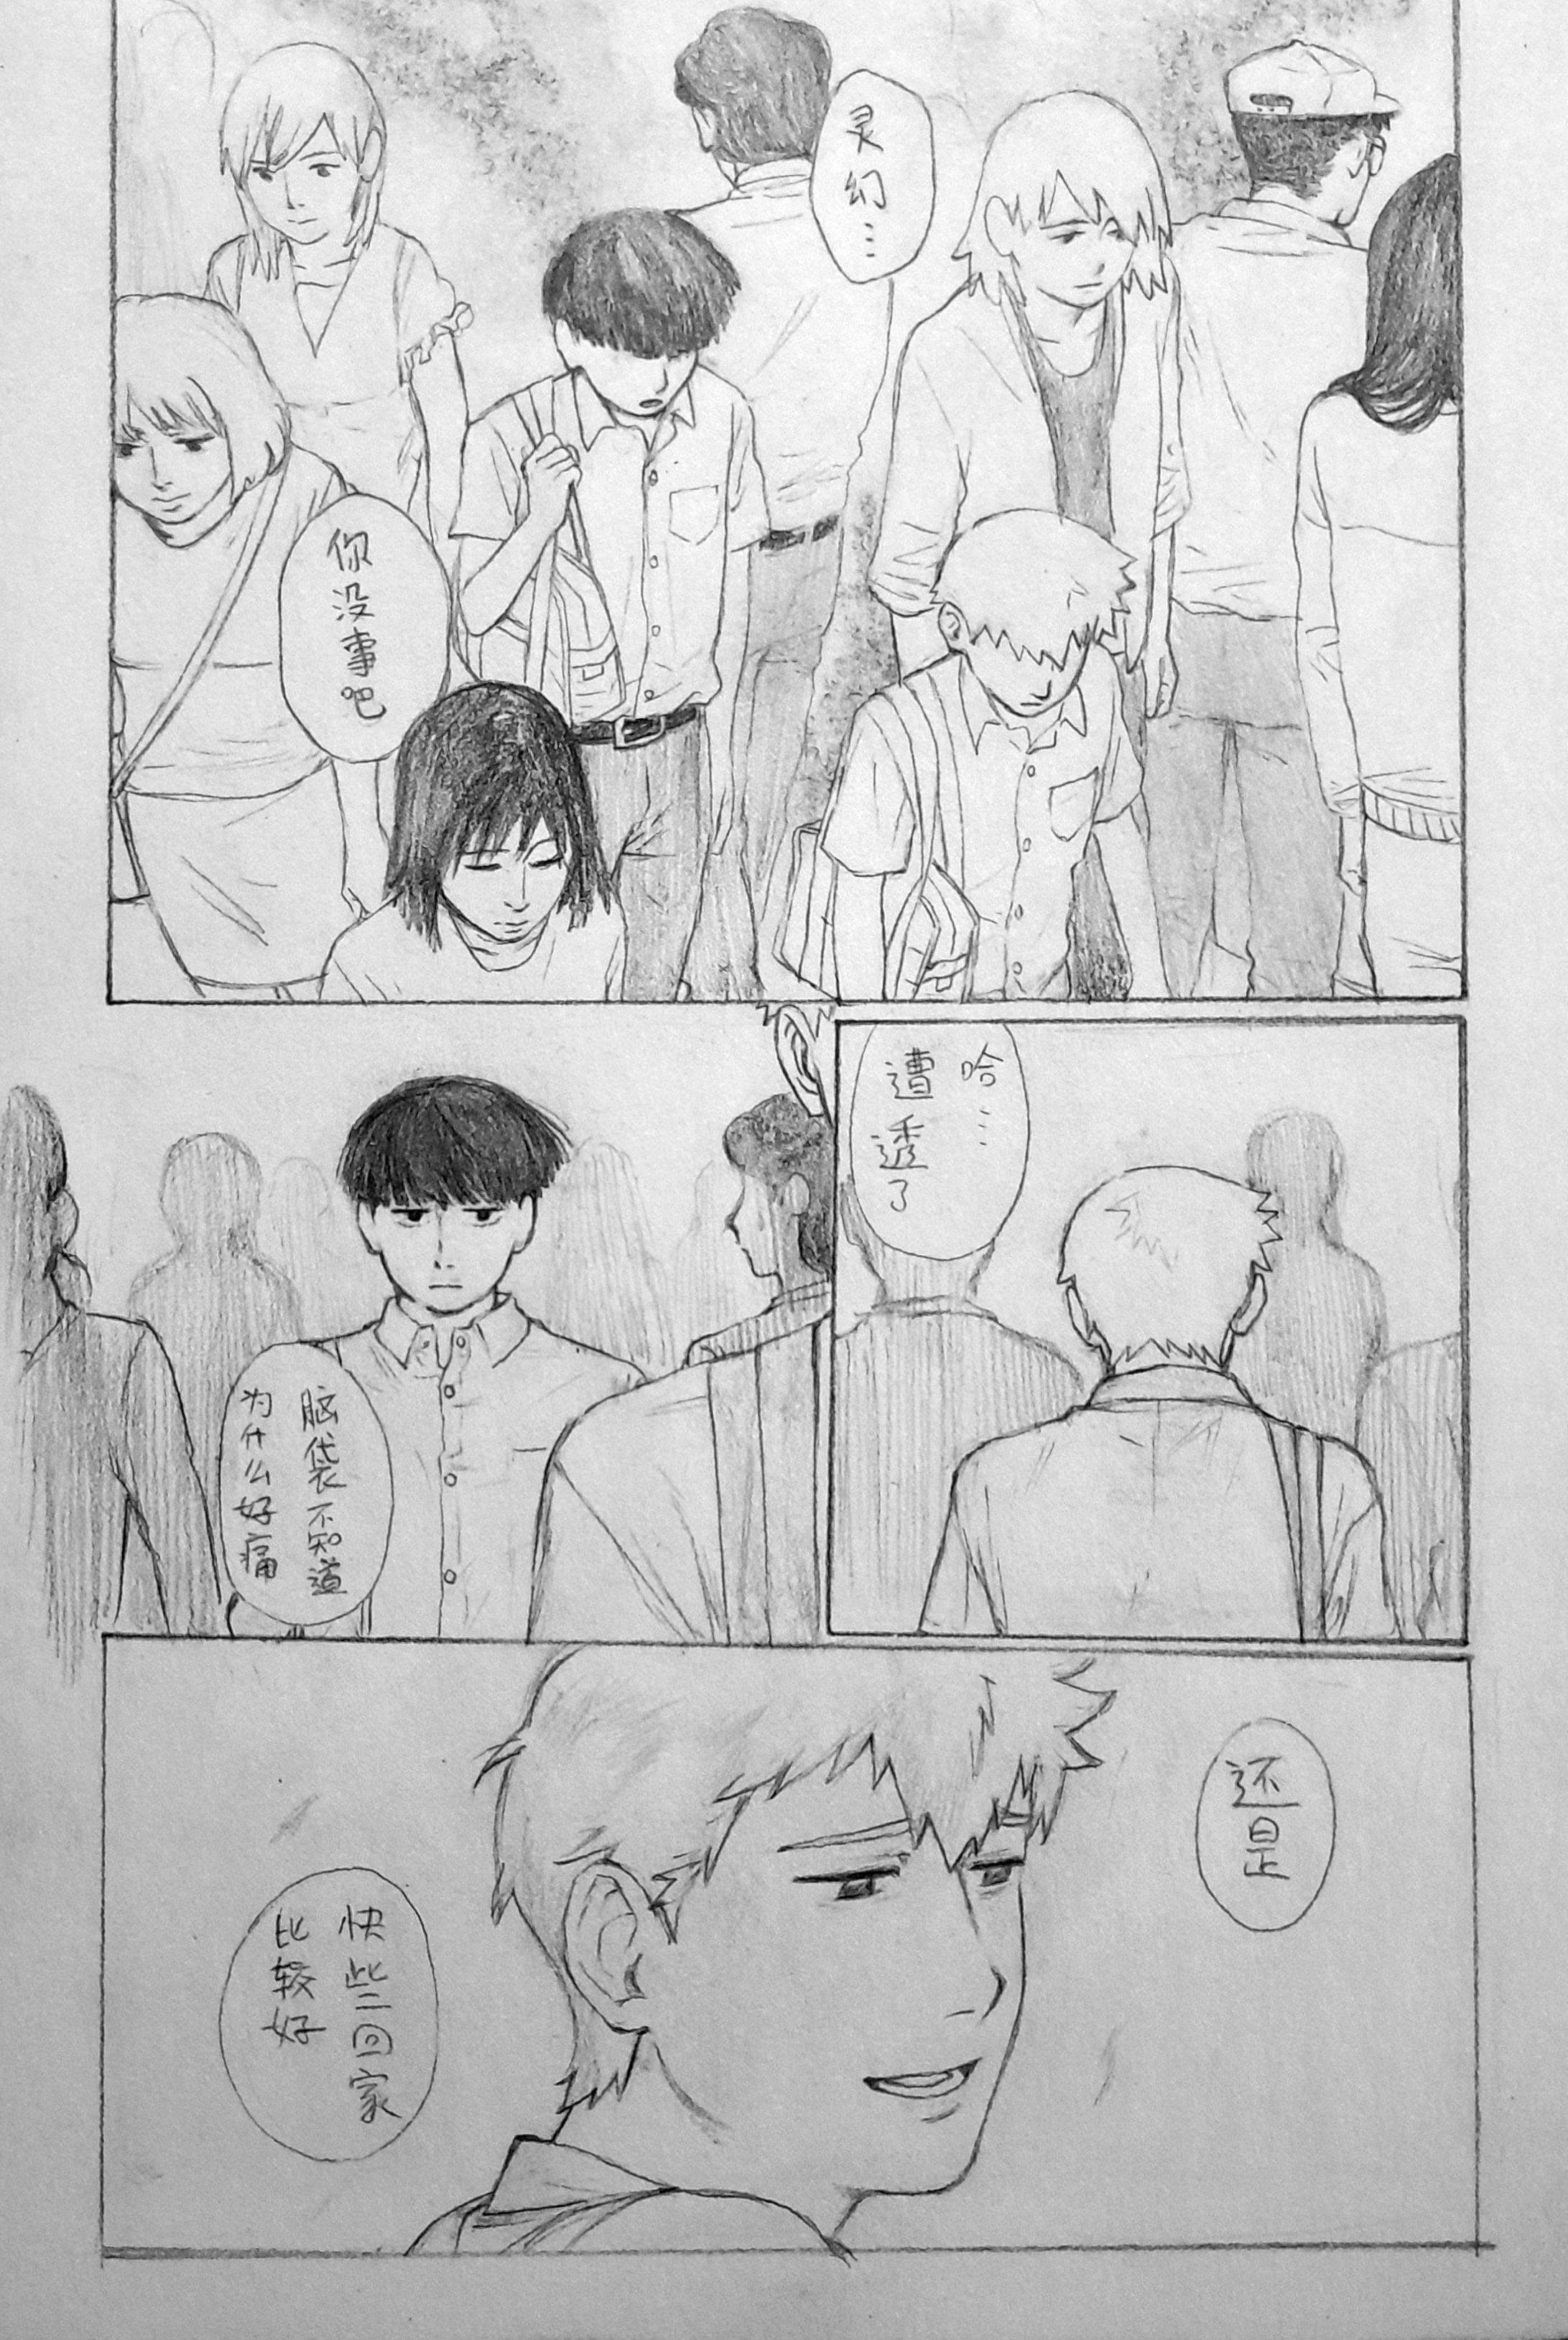 灵幻…
你没事吧
哈……
遭透了
脑袋不知道
为什么好痛
还是
快些回家
比较好